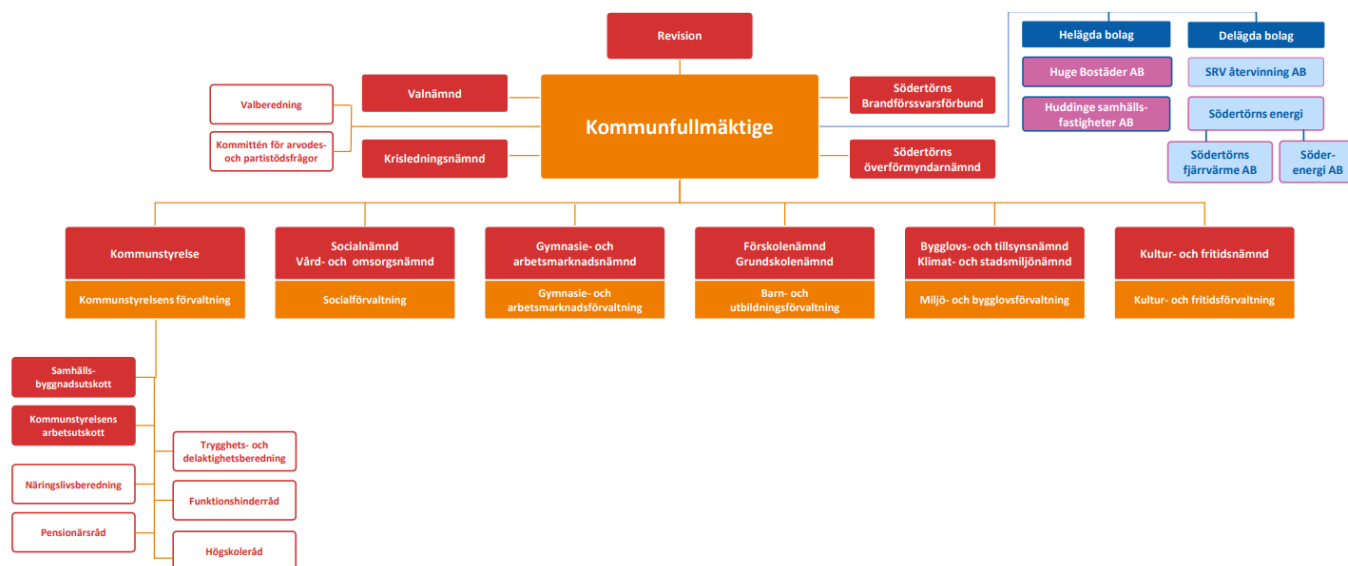 Revision
Helägda bolag
Delägda bolag
Huge Bostäder AB
SRV återvinning AB
Valnämnd
Södertörns
Brandförssvarsförbund
Valberedning
Huddinge samhälls-
fastigheter AB
Södertörns energi
Kommunfullmäktige
Kommittén för arvodes-
och partistödsfrågor
Krisledningsnämnd
Södertörns
överförmyndarnämnd
Södertörns
fjärrvärme AB
Söder-
energi AB
Kommunstyrelse
Socialnämnd
Vård- och omsorgsnämnd
Gymnasie- och
arbetsmarknadsnämnd
Förskolenämnd
Grundskolenämnd
Bygglovs- och tillsynsnämnd
Klimat- och stadsmiljönämnd
Kultur- och fritidsnämnd
Kommunstyrelsens förvaltning
Socialförvaltning
Gymnasie- och
arbetsmarknadsförvaltning
Barn- och
utbildningsförvaltning
Miljö- och bygglovsförvaltning
Kultur- och fritidsförvaltning
Samhälls-
byggnadsutskott
Kommunstyrelsens
arbetsutskott
Trygghets- och
delaktighetsberedning
Näringslivsberedning
Funktionshinderråd
Pensionärsråd
Högskoleråd